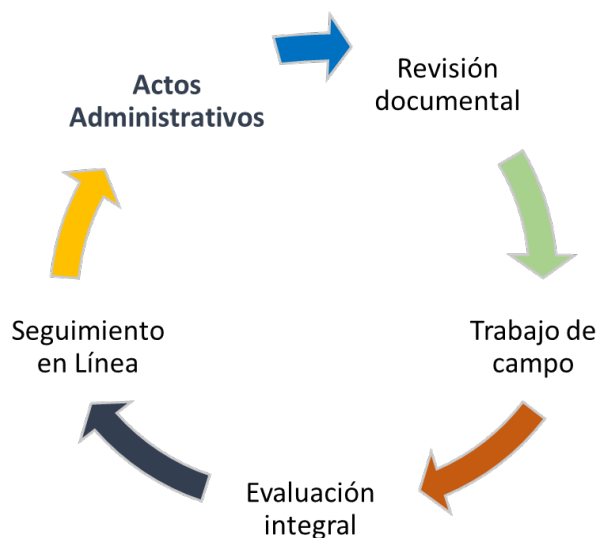 Actos
Administrativos
Revisión
documental
Trabajo de
campo
Evaluación
integral
Seguimiento
en Línea